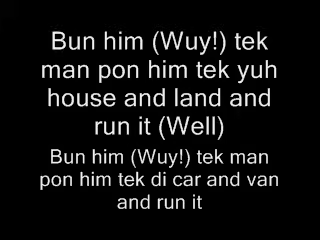 Bun him (Wuy!) tek
man pon him tek yuh
house and land and
run it (Well)
Bun him (Wuy!) tek man
pon him tek di car and van
and run it